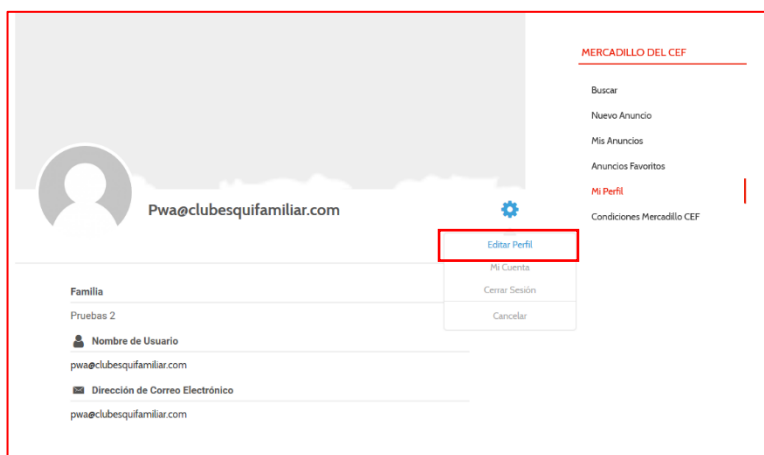 MERCADILLO DEL CEF
Buscar
Nuevo Anuncio
Mis Anuncios
Anuncios Favoritos
Mi Perfil
Condiciones Mercadillo CEF
Pwa@clubesquifamiliar.com
Editar Perfil
Mi Cuenta
Cerrar Sesión
Cancelar
Familia
Pruebas 2
Nombre de Usuario
pwa@clubesquifamiliar.com
Dirección de Correo Electrónico
pwa@clubesquifamiliar.com